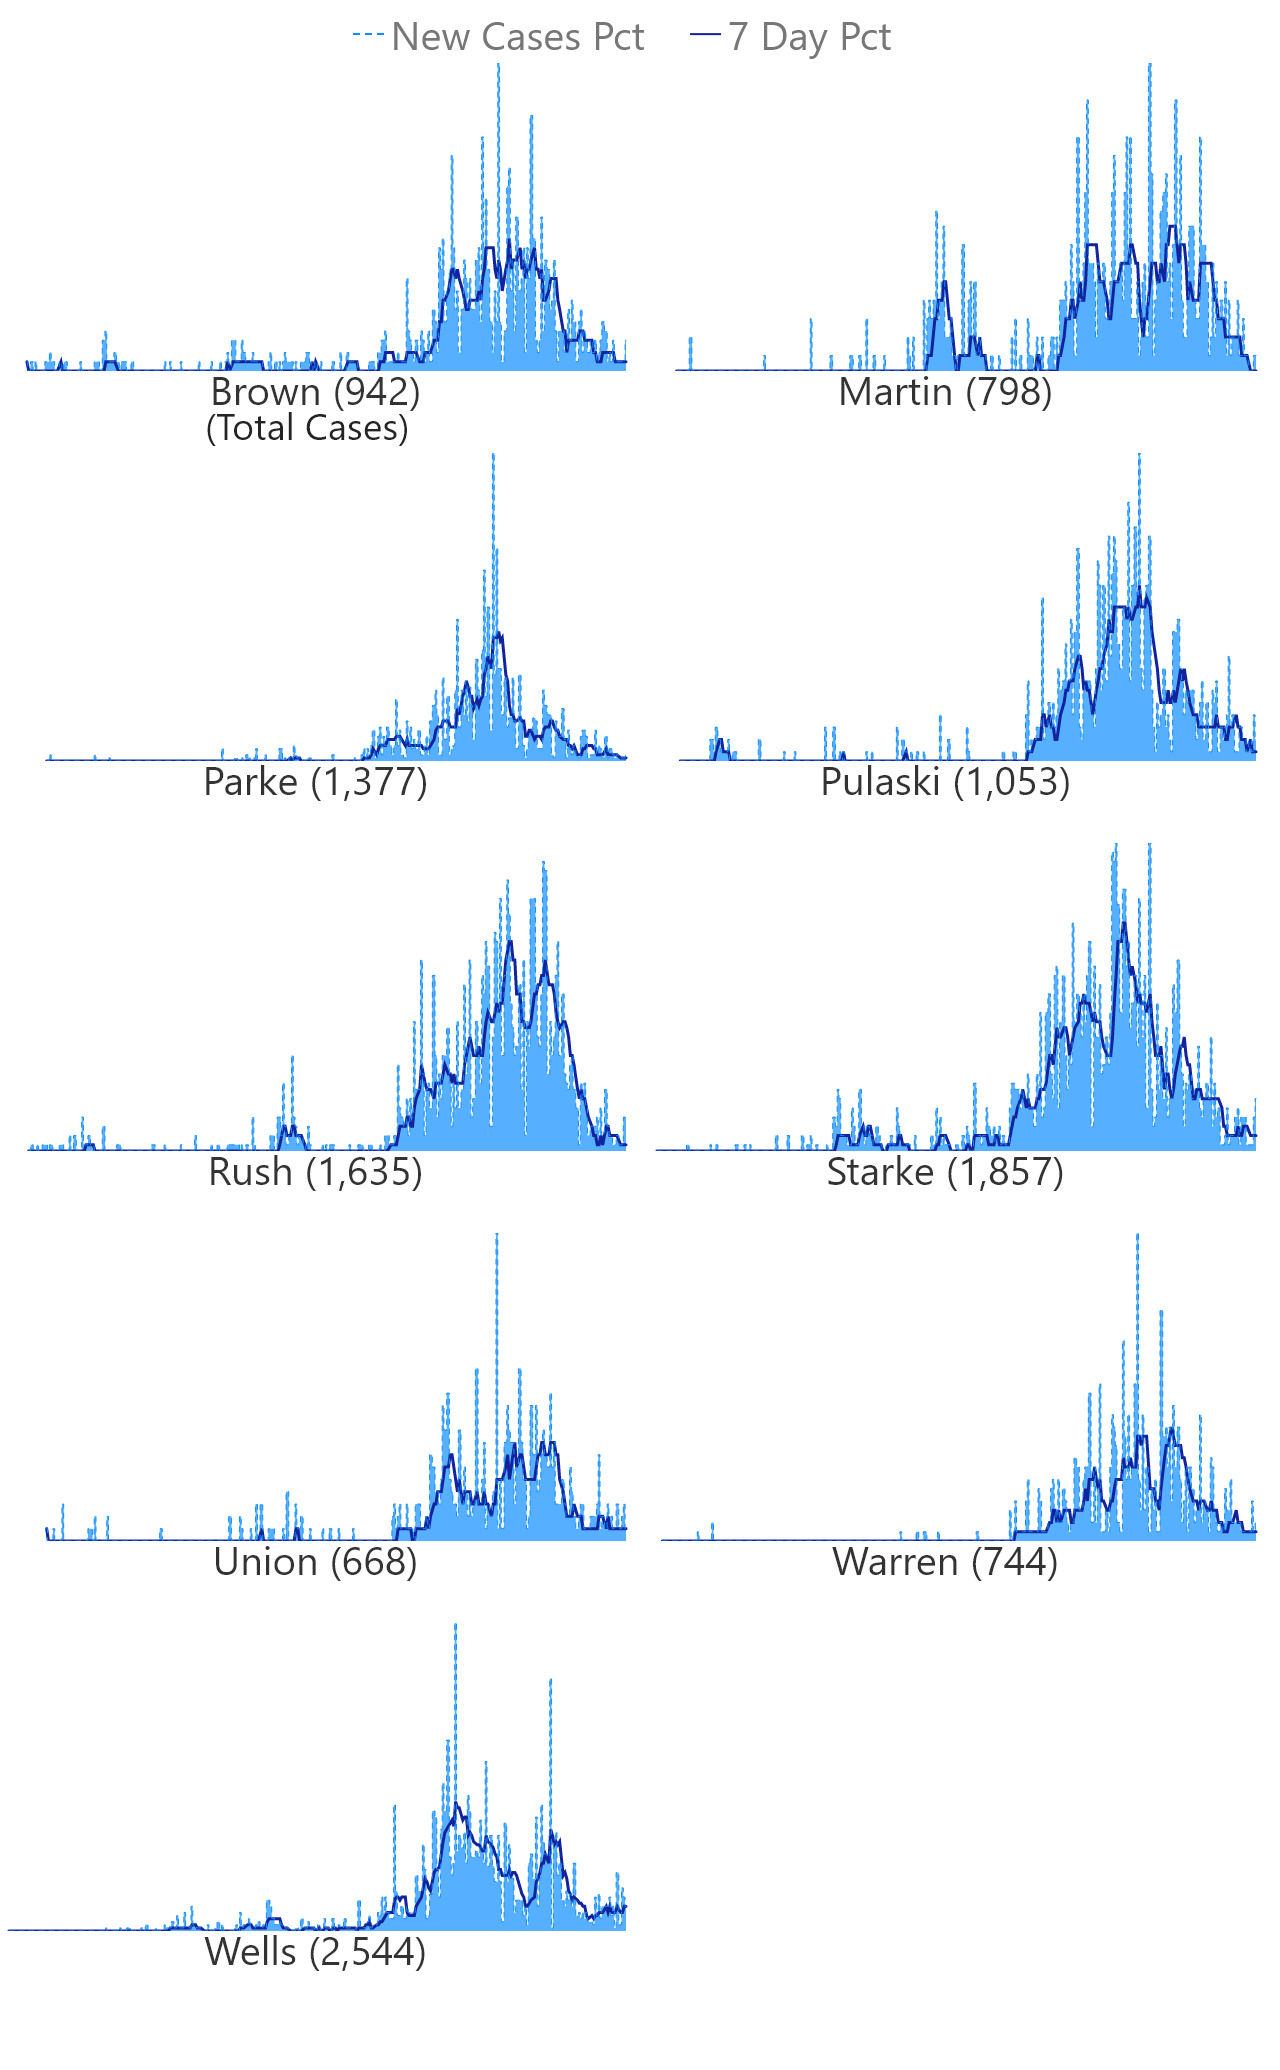 New Cases Pct 7 Day Pct
Brown (942) Martin (798)
(Total Cases)
Parke (1,377) Pulaski (1,053)
Rush (1,635) Starke (1,857)
Union (668) Warren (744)
Wells (2,544)